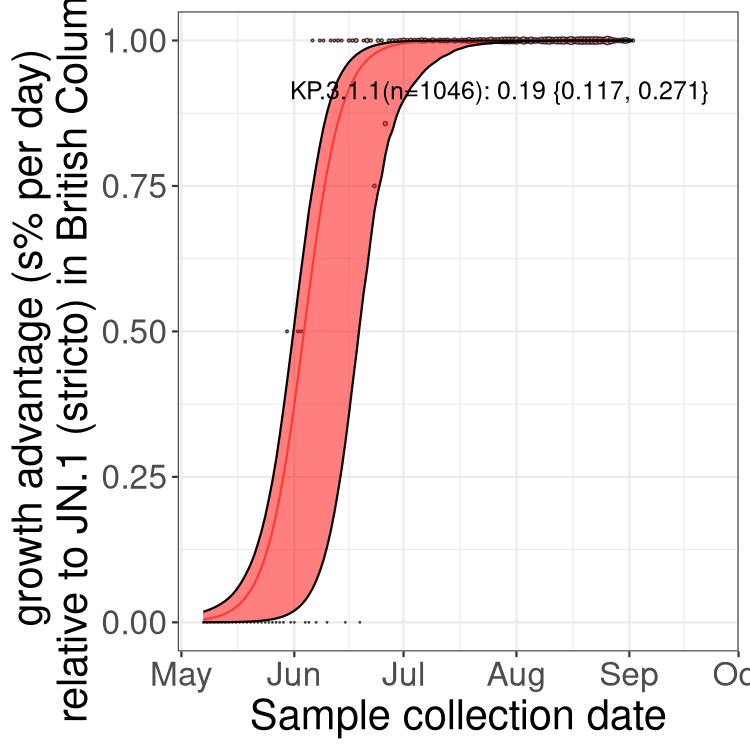 growth advantage (s% per day)
relative to JN.1 (stricto) in British Colum
1.00
0.75
0.50
0.25
0.00
KP.3.1.1(n=1046): 0.19 {0.117, 0.271}
May Jun Jul Aug Sep Oc
Sample collection date